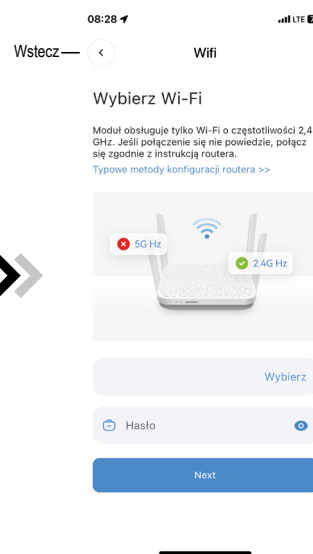 08:28 LTE
Wstecz
Wifi
Wybierz Wi-Fi
Moduł obsługuje tylko Wi-Fi o częstotliwości 2,4
GHz. Jeśli połączenie się nie powiedzie, połącz
się zgodnie z instrukcją routera.
Typowe metody konfiguracji routera >>
5G Hz
2.4G Hz
Wybierz
Hasło
Next